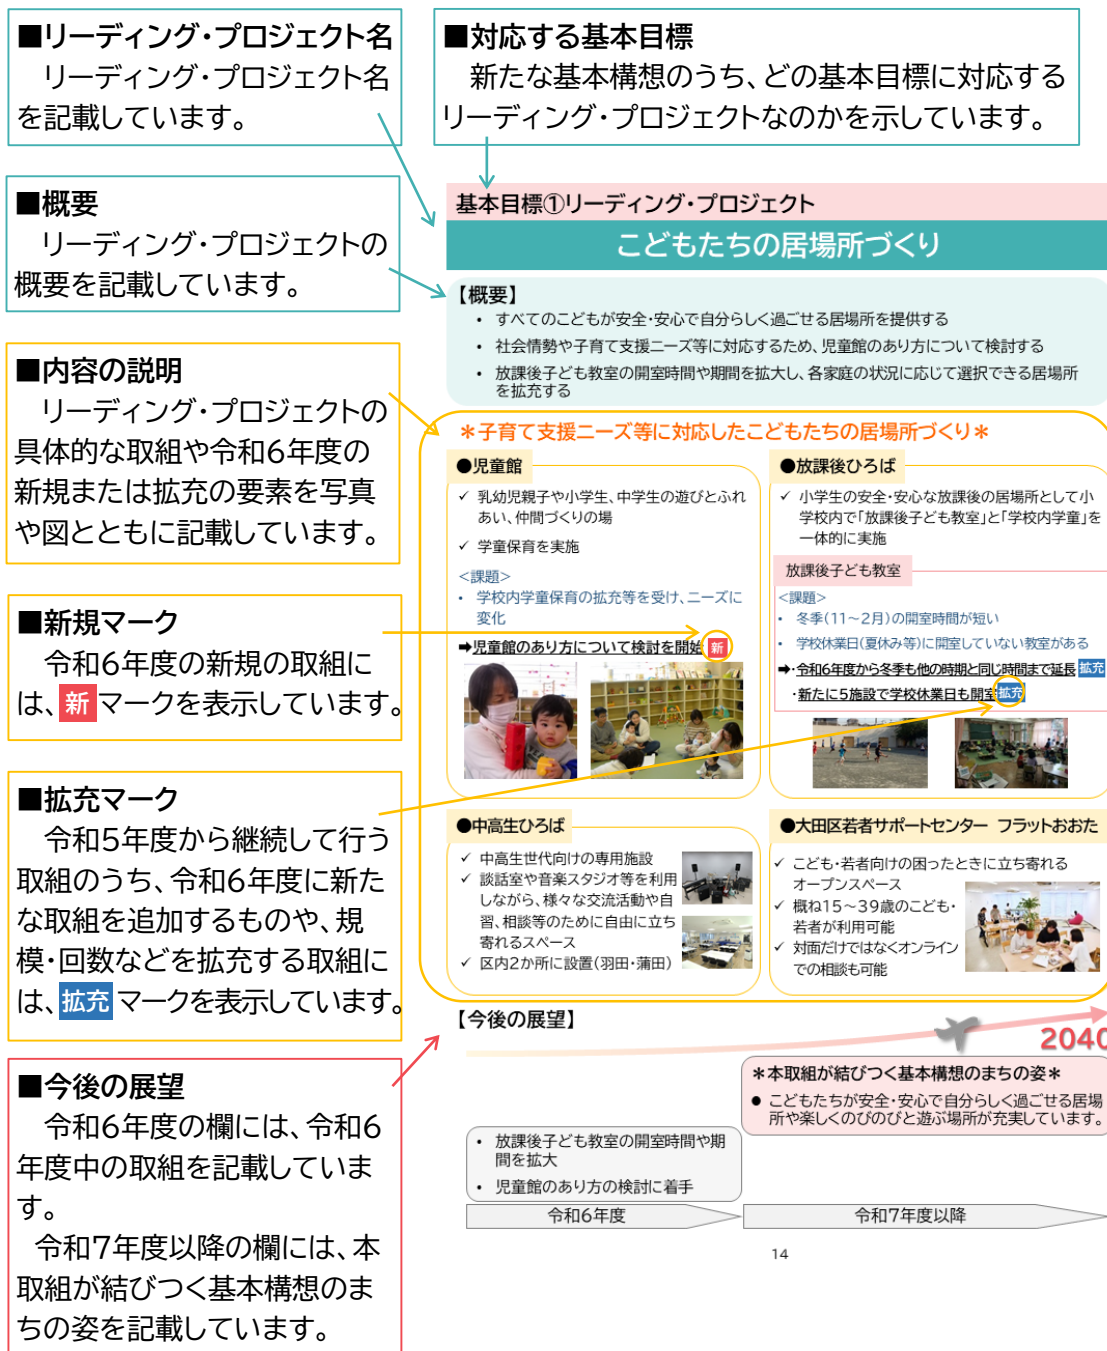 ■リーディング・プロジェクト名
リーディング・プロジェクト名
を記載しています。
■対応する基本目標
新たな基本構想のうち、どの基本目標に対応する
リーディング・プロジェクトなのかを示しています。
■概要
リーディング・プロジェクトの
概要を記載しています。
■内容の説明
リーディング・プロジェクトの
具体的な取組や令和6年度の
新規または拡充の要素を写真
や図とともに記載しています。
■新規マーク
令和6年度の新規の取組に
は、新マークを表示しています。
■拡充マーク
令和5年度から継続して行う
取組のうち、令和6年度に新た
な取組を追加するものや、規
模・回数などを拡充する取組に
は、拡充マークを表示しています。
■今後の展望
令和6年度の欄には、令和6
年度中の取組を記載していま
す。
令和7年度以降の欄には、本
取組が結びつく基本構想のま
ちの姿を記載しています。
基本目標①リーディング・プロジェクト
こどもたちの居場所づくり
【概要】
• すべてのこどもが安全・安心で自分らしく過ごせる居場所を提供する
• 社会情勢や子育て支援ニーズ等に対応するため、児童館のあり方について検討する
• 放課後子ども教室の開室時間や期間を拡大し、各家庭の状況に応じて選択できる居場所
を拡充する
＊子育て支援ニーズ等に対応したこどもたちの居場所づくり＊
●児童館
✓ 乳幼児親子や小学生、中学生の遊びとふれ
あい、仲間づくりの場
✓ 学童保育を実施
＜課題＞
• 学校内学童保育の拡充等を受け、ニーズに
変化
➡児童館のあり方について検討を開始 新
●放課後ひろば
✓ 小学生の安全・安心な放課後の居場所として小
学校内で「放課後子ども教室」と「学校内学童」を
一体的に実施
放課後子ども教室
＜課題＞
• 冬季（11～2月）の開室時間が短い
• 学校休業日（夏休み等）に開室していない教室がある
➡・令和6年度から冬季も他の時期と同じ時間まで延長 拡充
・新たに5施設で学校休業日も開室 拡充
●中高生ひろば
✓ 中高生世代向けの専用施設
✓ 談話室や音楽スタジオ等を利用
しながら、様々な交流活動や自
習、相談等のために自由に立ち
寄れるスペース
✓ 区内2か所に設置（羽田・蒲田）
●大田区若者サポートセンター フラットおおた
✓ こども・若者向けの困ったときに立ち寄れる
オープンスペース
✓ 概ね15～39歳のこども・
若者が利用可能
✓ 対面だけではなくオンライン
での相談も可能
【今後の展望】
2040
＊本取組が結びつく基本構想のまちの姿＊
● こどもたちが安全・安心で自分らしく過ごせる居場
所や楽しくのびのびと遊ぶ場所が充実しています。
• 放課後子ども教室の開室時間や期
間を拡大
• 児童館のあり方の検討に着手
令和6年度
令和7年度以降
14